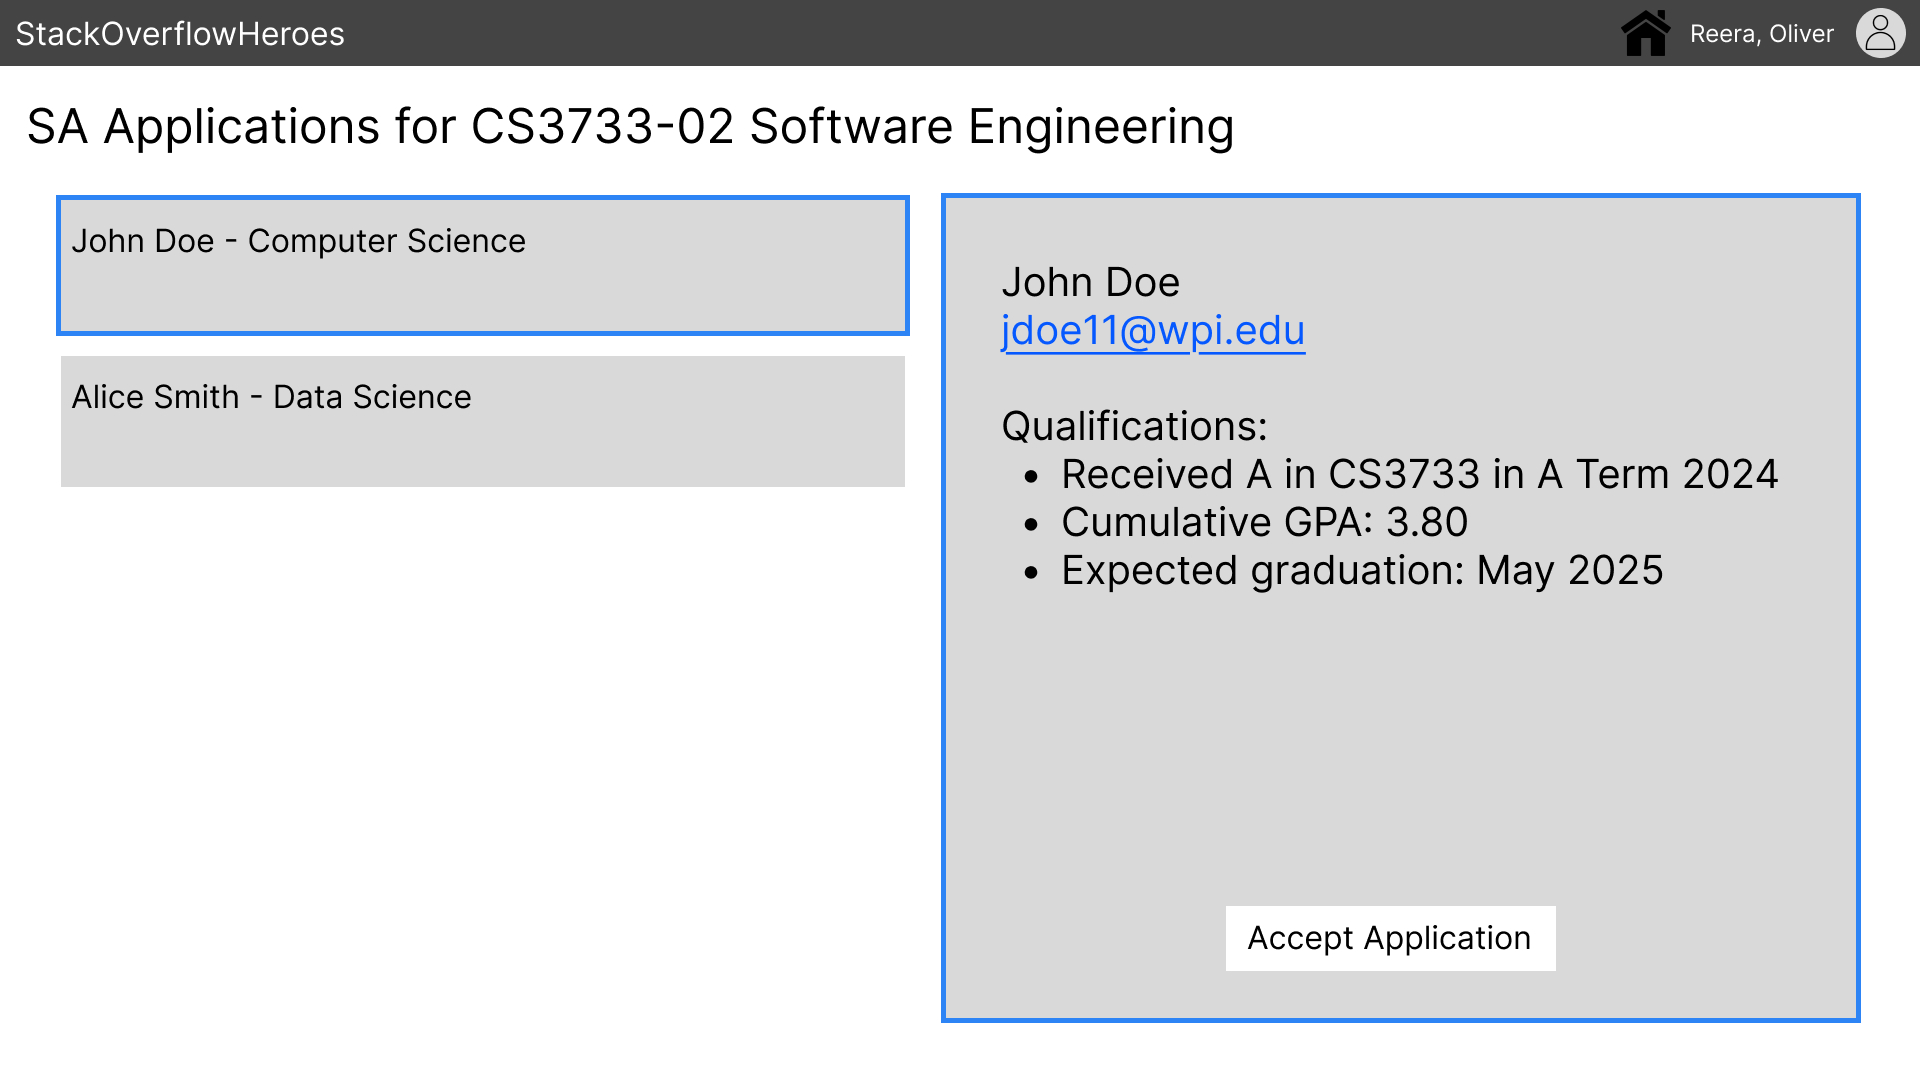 StackOverflowHeroes
Reera, Oliver
SA Applications for CS3733-02 Software Engineering
John Doe - Computer Science
Alice Smith - Data Science
John Doe
jdoe11@wpi.edu
Qualifications:
• Received A in CS3733 in A Term 2024
• Cumulative GPA: 3.80
• Expected graduation: May 2025
Accept Application